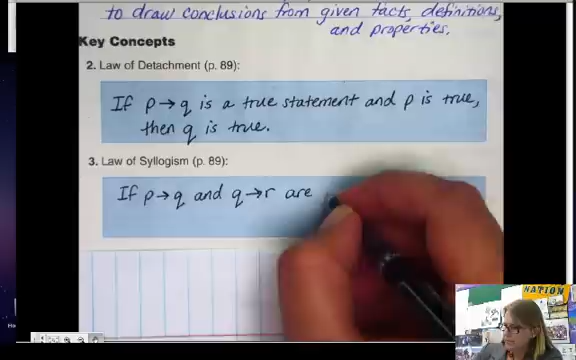 to draw conclusions from given facts, definitions,
and properties.
Key Concepts
2. Law of Detachment (p. 89):
If p→q is a true statement and p is true,
then q is true.
3. Law of Syllogism (p. 89):
If p→q and q→r are
NATION